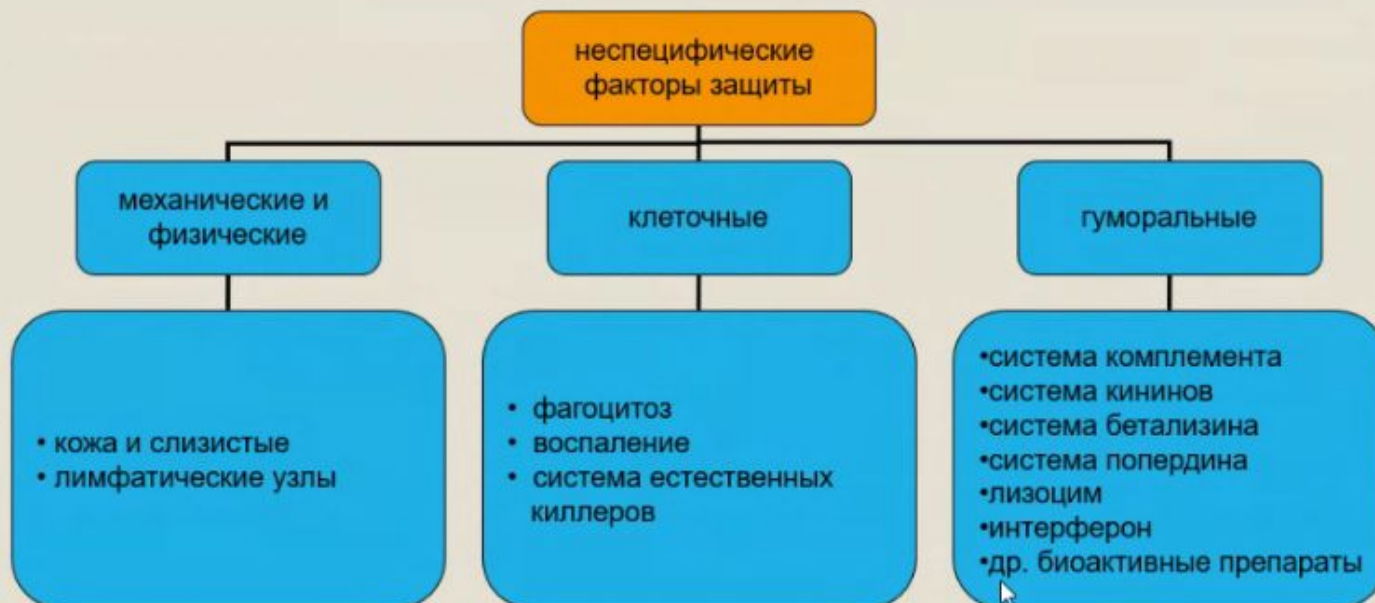 неспецифические
факторы защиты
механические и
физические
клеточные
гуморальные
• кожа и слизистые
• лимфатические узлы
• фагоцитоз
• воспаление
• система естественных
киллеров
•система комплемента
•система кининов
•система бетализина
•система попердина
•лизоцим
•интерферон
•др. биоактивные препараты